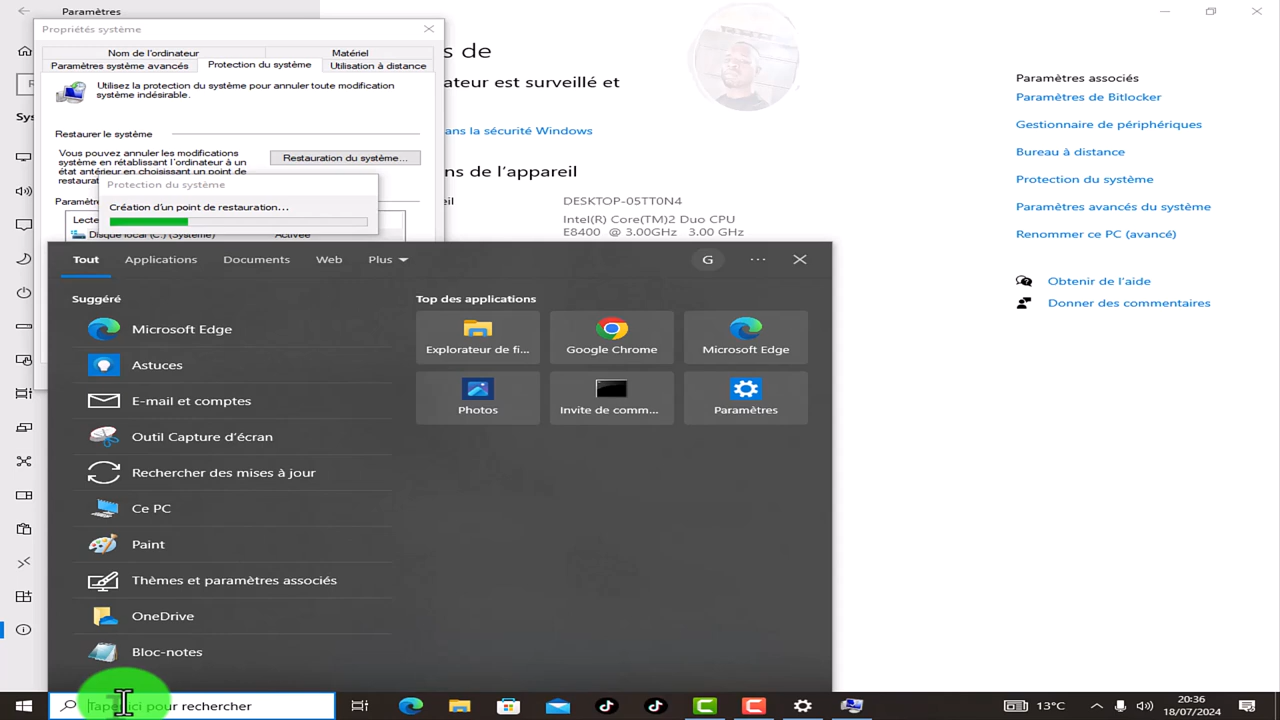 Paramètres
Propriétés système
Nom de l'ordinateur
Matériel
Paramètres système avancés
Protection du système
Utilisation à distance
Utilisez la protection du système pour annuler toute modification
système indésirable.
Restaurer le système
Vous pouvez annuler les modifications
système en rétablissant l'ordinateur à un
état antérieur en choisissant un point de
Restauration du système...
Protection du système
Création d'un point de restauration...
Disque local (C:) (Système)
Activée
s de
ateur est surveillé et
ans la sécurité Windows
ns de l'appareil
eil
DESKTOP-05TT0N4
Intel(R) Core(TM)2 Duo CPU
E8400 @ 3.00GHz 3.00 GHz
Paramètres associés
Paramètres de Bitlocker
Gestionnaire de périphériques
Bureau à distance
Protection du système
Paramètres avancés du système
Renommer ce PC (avancé)
Obtenir de l'aide
Donner des commentaires
Tout
Applications
Documents
Web
Plus
G
Suggéré
Microsoft Edge
Astuces
E-mail et comptes
Outil Capture d'écran
Rechercher des mises à jour
Ce PC
Paint
Thèmes et paramètres associés
OneDrive
Bloc-notes
Top des applications
Explorateur de fi...
Google Chrome
Microsoft Edge
Photos
Invite de comm...
Paramètres
Taper ici pour rechercher
13°C
20:36
18/07/2024